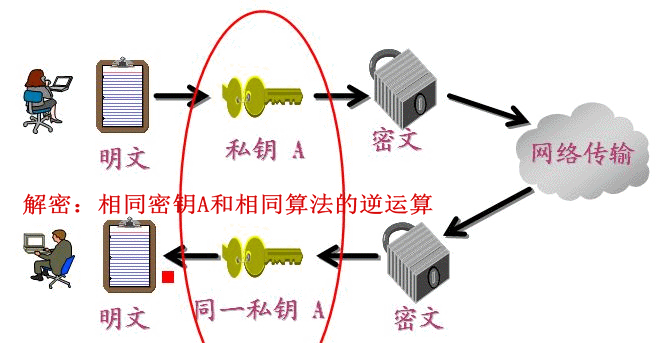 明文
私钥 A
密文
网络传输
解密：相同密钥A和相同算法的逆运算
明文
同一私钥 A
密文